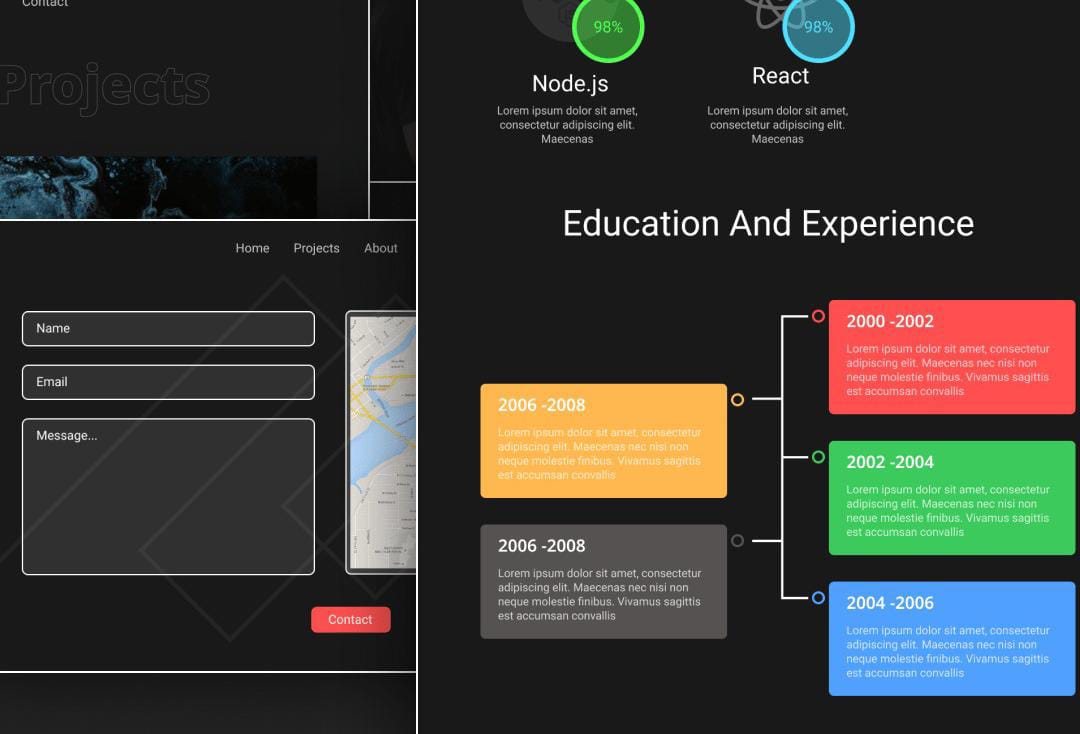 Contact
Projects
Home Projects About
Name
Email
Message...
Contact
98%
98%
Node.js
Lorem ipsum dolor sit amet,
consectetur adipiscing elit.
Maecenas
React
Lorem ipsum dolor sit amet,
consectetur adipiscing elit.
Maecenas
Education And Experience
2000 -2002
Lorem ipsum dolor sit amet, consectetur
adipiscing elit. Maecenas nec nisi non
neque molestie finibus. Vivamus sagittis
est accumsan convallis
2006 -2008
Lorem ipsum dolor sit amet, consectetur
adipiscing elit. Maecenas nec nisi non
neque molestie finibus. Vivamus sagittis
est accumsan convallis
2002 -2004
Lorem ipsum dolor sit amet, consectetur
adipiscing elit. Maecenas nec nisi non
neque molestie finibus. Vivamus sagittis
est accumsan convallis
2006 -2008
Lorem ipsum dolor sit amet, consectetur
adipiscing elit. Maecenas nec nisi non
neque molestie finibus. Vivamus sagittis
est accumsan convallis
2004 -2006
Lorem ipsum dolor sit amet, consectetur
adipiscing elit. Maecenas nec nisi non
neque molestie finibus. Vivamus sagittis
est accumsan convallis